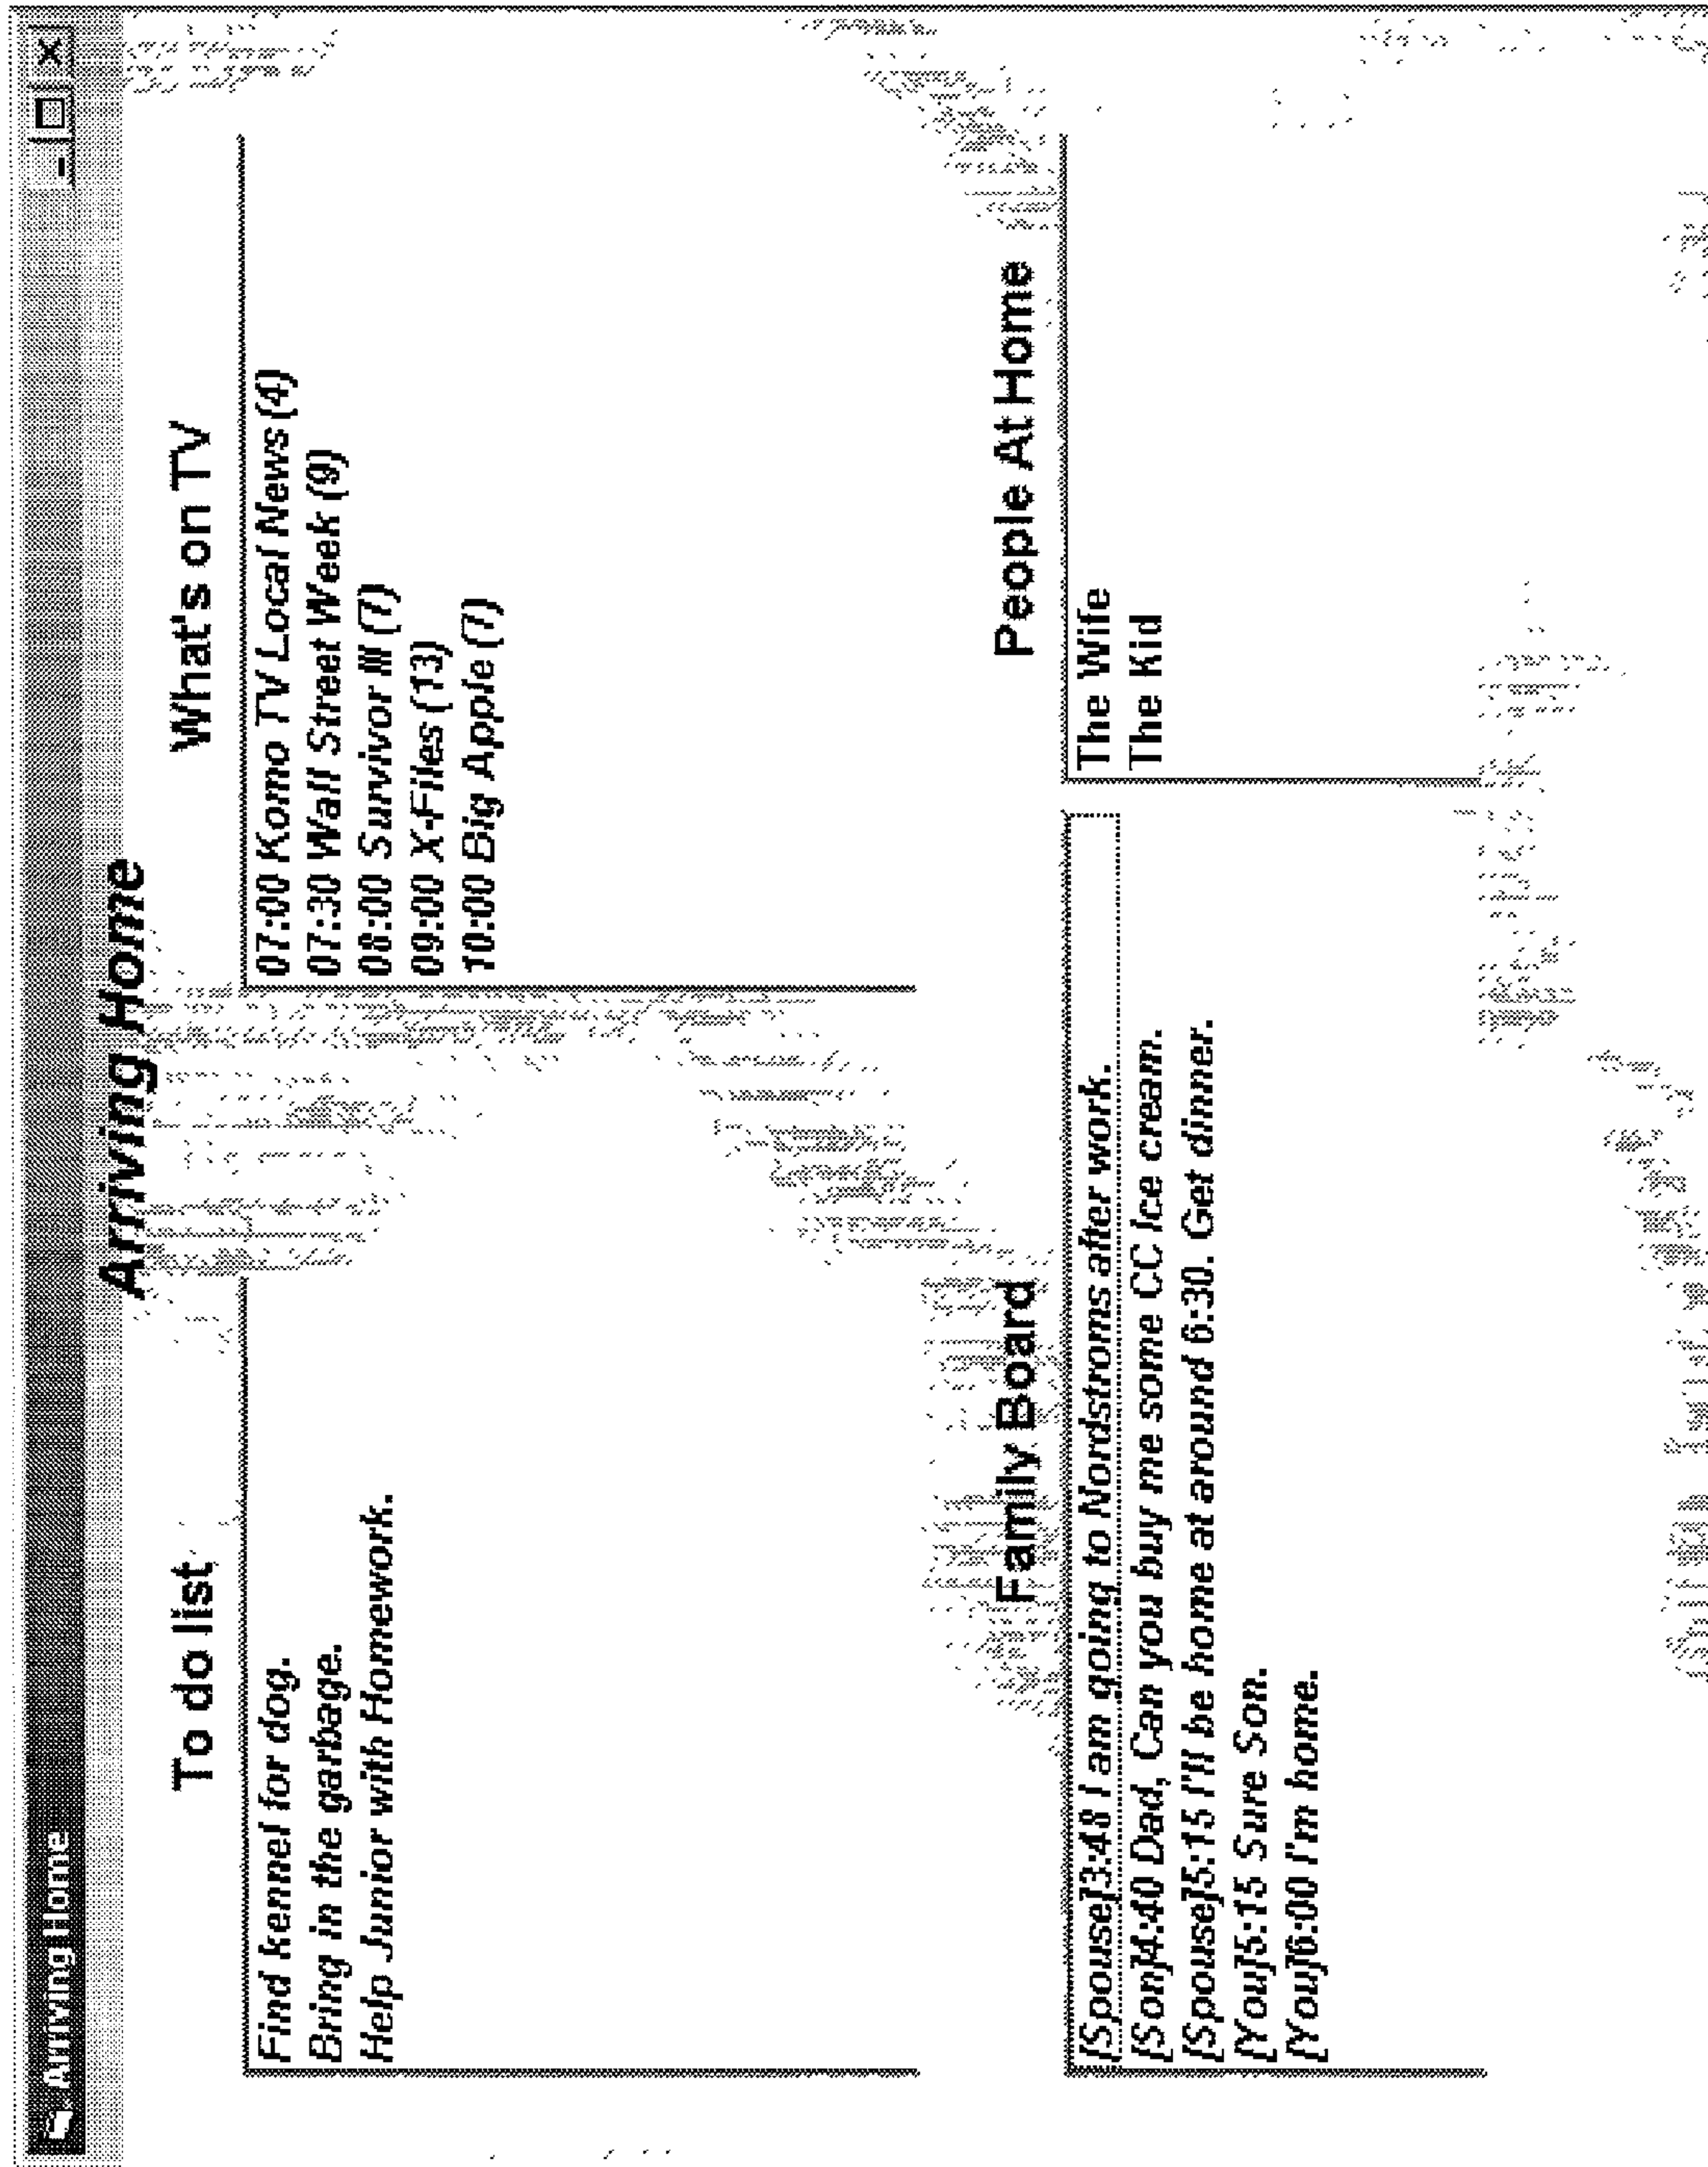 Arriving Home
Arriving Home
To do list
Find kennel for dog.
Bring in the garbage.
Help Junior with Homework.
What's on TV
07:00 Komo TV Local News (4)
07:30 Wall Street Week (9)
08:00 Survivor III (7)
09:00 X-Files (13)
10:00 Big Apple (7)
Family Board
[Spouse]3:48 I am going to Nordstroms after work.
[Son]4:40 Dad, Can you buy me some CC Ice cream.
[Spouse]5:15 I'll be home at around 6:30. Get dinner.
[You]5:15 Sure Son.
[You]6:00 I'm home.
People At Home
The Wife
The Kid